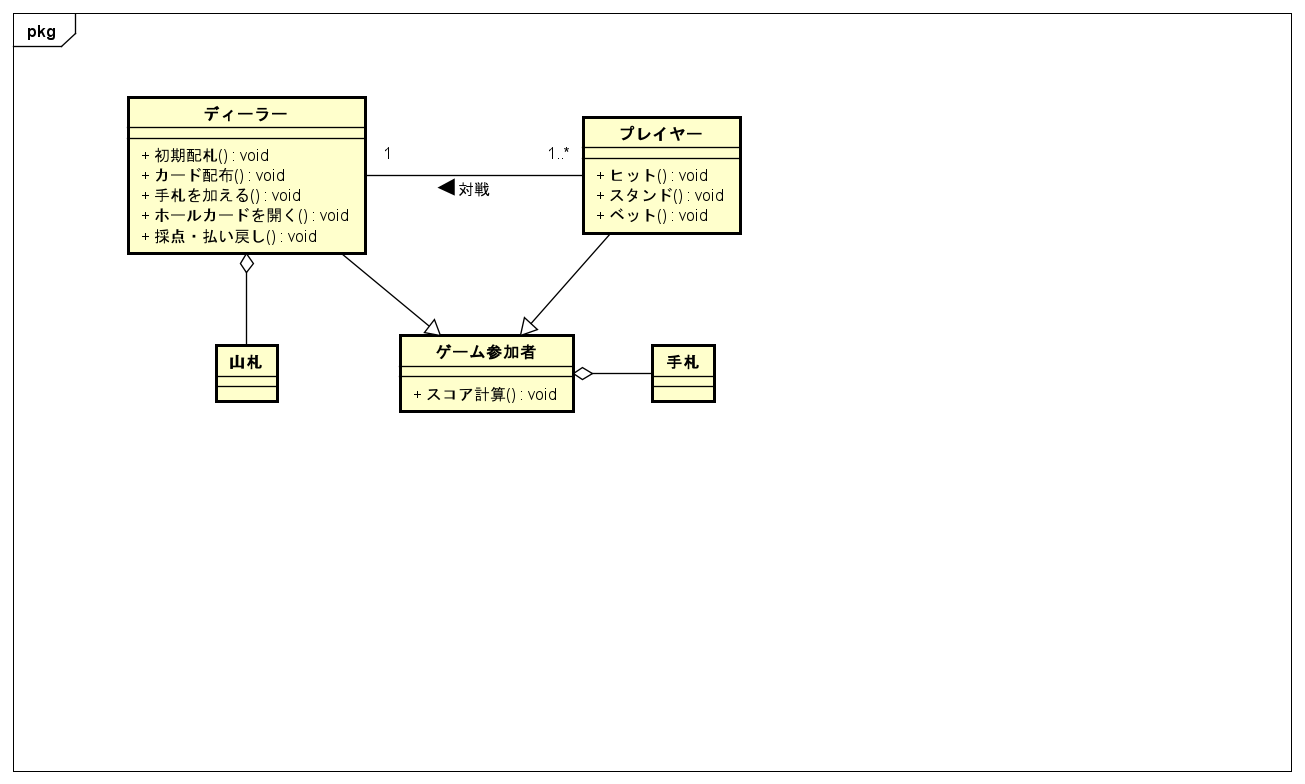 pkg
ディーラー
+ 初期配札() : void
+ カード配布() : void
+ 手札を加える() : void
+ ホールカードを開く() : void
+ 採点・払い戻し() : void
1
1..*
対戦
プレイヤー
+ ヒット() : void
+ スタンド() : void
+ ベット() : void
山札
ゲーム参加者
+ スコア計算() : void
手札